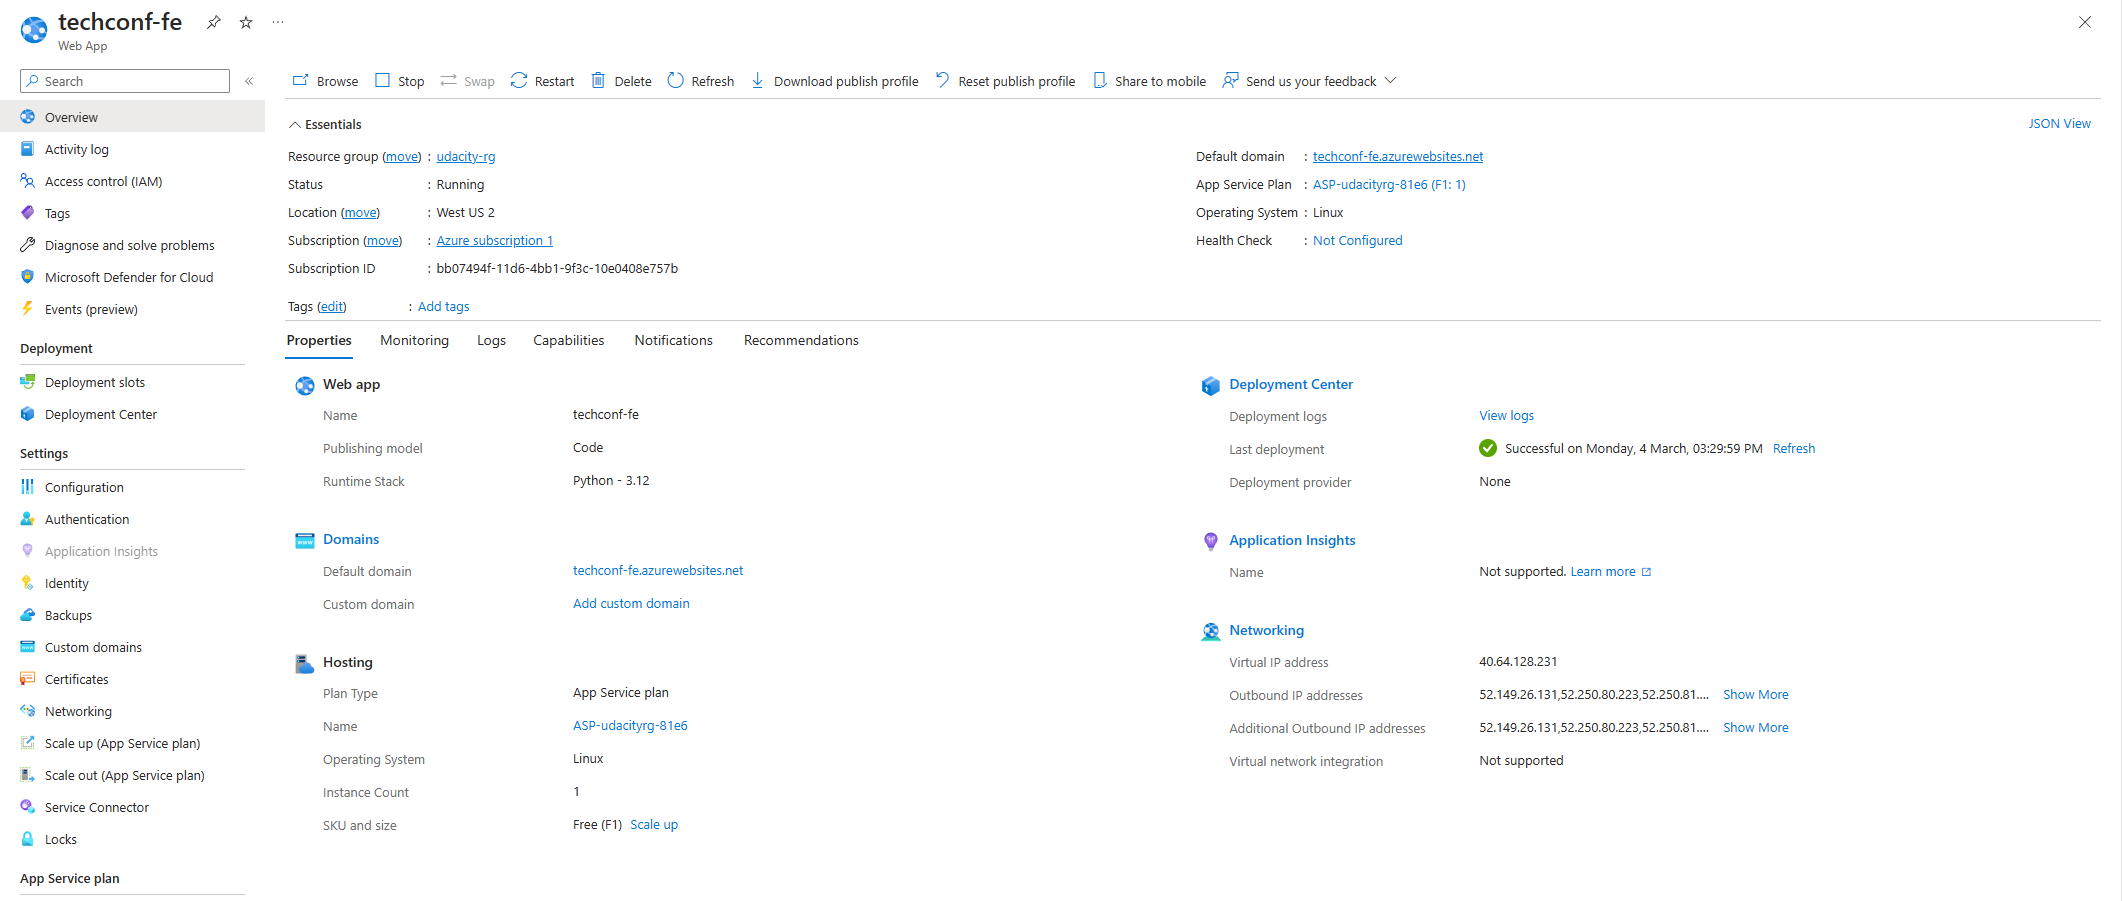 techconf-fe
Web App
Search
«
Browse Stop Swap Restart Delete Refresh Download publish profile Reset publish profile Share to mobile Send us your feedback
Overview
Activity log
Access control (IAM)
Tags
Diagnose and solve problems
Microsoft Defender for Cloud
Events (preview)
Deployment
Deployment slots
Deployment Center
Settings
Configuration
Authentication
Application Insights
Identity
Backups
Custom domains
Certificates
Networking
Scale up (App Service plan)
Scale out (App Service plan)
Service Connector
Locks
App Service plan
Essentials
JSON View
Resource group (move) : udacity-rg
Status : Running
Location (move) : West US 2
Subscription (move) : Azure subscription 1
Subscription ID : bb07494f-11d6-4bb1-9f3c-10e0408e757b
Default domain : techconf-fe.azurewebsites.net
App Service Plan : ASP-udacityrg-81e6 (F1: 1)
Operating System : Linux
Health Check : Not Configured
Tags (edit) : Add tags
Properties Monitoring Logs Capabilities Notifications Recommendations
Web app
Name techconf-fe
Publishing model Code
Runtime Stack Python - 3.12
Domains
Default domain techconf-fe.azurewebsites.net
Custom domain Add custom domain
Hosting
Plan Type App Service plan
Name ASP-udacityrg-81e6
Operating System Linux
Instance Count 1
SKU and size Free (F1) Scale up
Deployment Center
Deployment logs View logs
Last deployment Successful on Monday, 4 March, 03:29:59 PM Refresh
Deployment provider None
Application Insights
Name Not supported. Learn more
Networking
Virtual IP address 40.64.128.231
Outbound IP addresses 52.149.26.131,52.250.80.223,52.250.81.... Show More
Additional Outbound IP addresses 52.149.26.131,52.250.80.223,52.250.81.... Show More
Virtual network integration Not supported